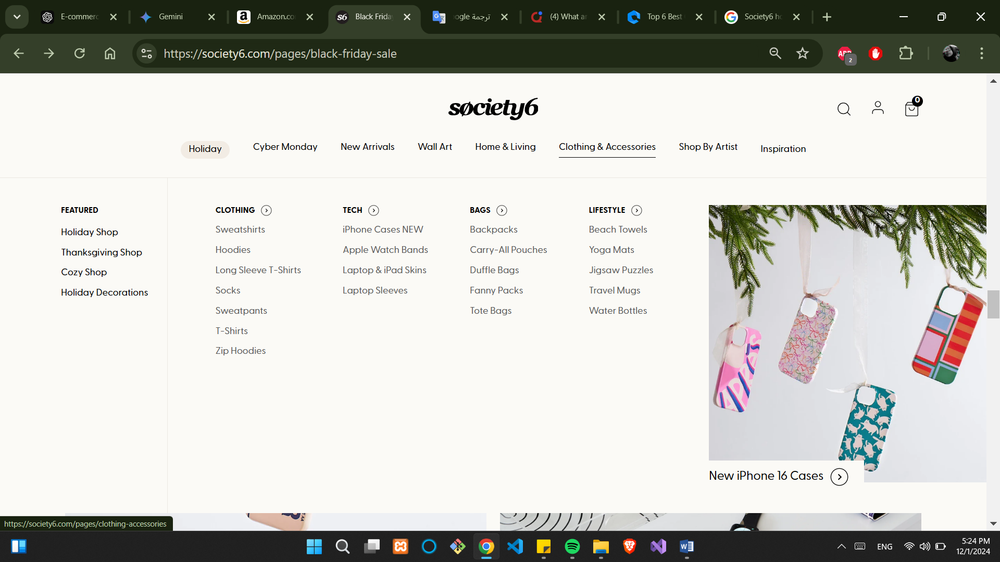 E-commerc
Gemini
Amazon.co
Black Frida
ترجمة oogle
(4) What ar
Top 6 Best
Society6 h
https://society6.com/pages/black-friday-sale
ABP
2
society6
0
Holiday
Cyber Monday
New Arrivals
Wall Art
Home & Living
Clothing & Accessories
Shop By Artist
Inspiration
FEATURED
Holiday Shop
Thanksgiving Shop
Cozy Shop
Holiday Decorations
CLOTHING
Sweatshirts
Hoodies
Long Sleeve T-Shirts
Socks
Sweatpants
T-Shirts
Zip Hoodies
TECH
iPhone Cases NEW
Apple Watch Bands
Laptop & iPad Skins
Laptop Sleeves
BAGS
Backpacks
Carry-All Pouches
Duffle Bags
Fanny Packs
Tote Bags
LIFESTYLE
Beach Towels
Yoga Mats
Jigsaw Puzzles
Travel Mugs
Water Bottles
New iPhone 16 Cases
https://society6.com/pages/clothing-accessories
ENG
5:24 PM
12/1/2024